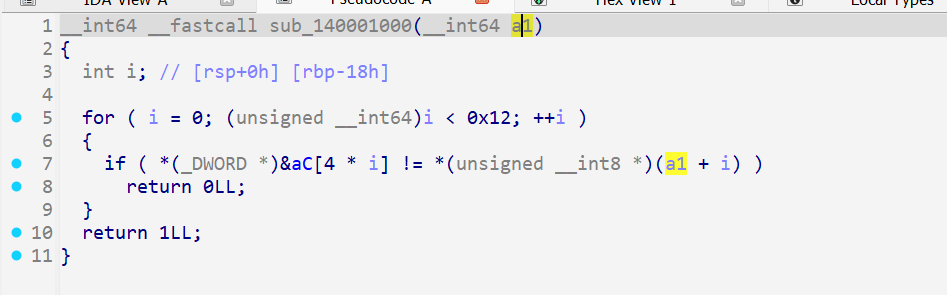 IDA View-A Pseudocode-A Hex View-1 Local Types
1 __int64 __fastcall sub_140001000(__int64 a1)
2 {
3 int i; // [rsp+0h] [rbp-18h]
4
5 for ( i = 0; (unsigned __int64)i < 0x12; ++i )
6 {
7 if ( *(_DWORD *)&aC[4 * i] != *(unsigned __int8 *)(a1 + i) )
8 return 0LL;
9 }
10 return 1LL;
11 }